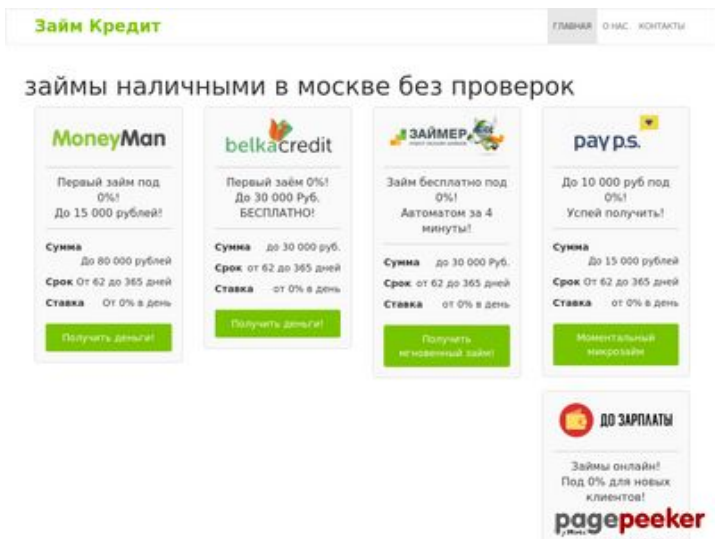 Займ Кредит
ГЛАВНАЯ О НАС КОНТАКТЫ
займы наличными в москве без проверок
MoneyMan
Первый займ под
0%!
До 15 000 рублей!
Сумма
До 80 000 рублей
Срок От 62 до 365 дней
Ставка От 0% в день
Получить деньги!
belkacredit
Первый заём 0%!
До 30 000 Руб.
БЕСПЛАТНО!
Сумма до 30 000 руб.
Срок от 62 до 365 дней
Ставка от 0% в день
Получить деньги!
ЗАЙМЕР
Займ бесплатно под
0%!
Автоматом за 4
минуты!
Сумма до 30 000 Руб.
Срок от 62 до 365 дней
Ставка от 0% в день
Получить
мгновенный займ!
pay p.s.
До 10 000 руб под
0%!
Успей получить!
Сумма
До 15 000 рублей
Срок От 62 до 365 дней
Ставка от 0% в день
Моментальный
микрозайм
ДО ЗАРПЛАТЫ
Займы онлайн!
Под 0% для новых
клиентов!
pagepeeker